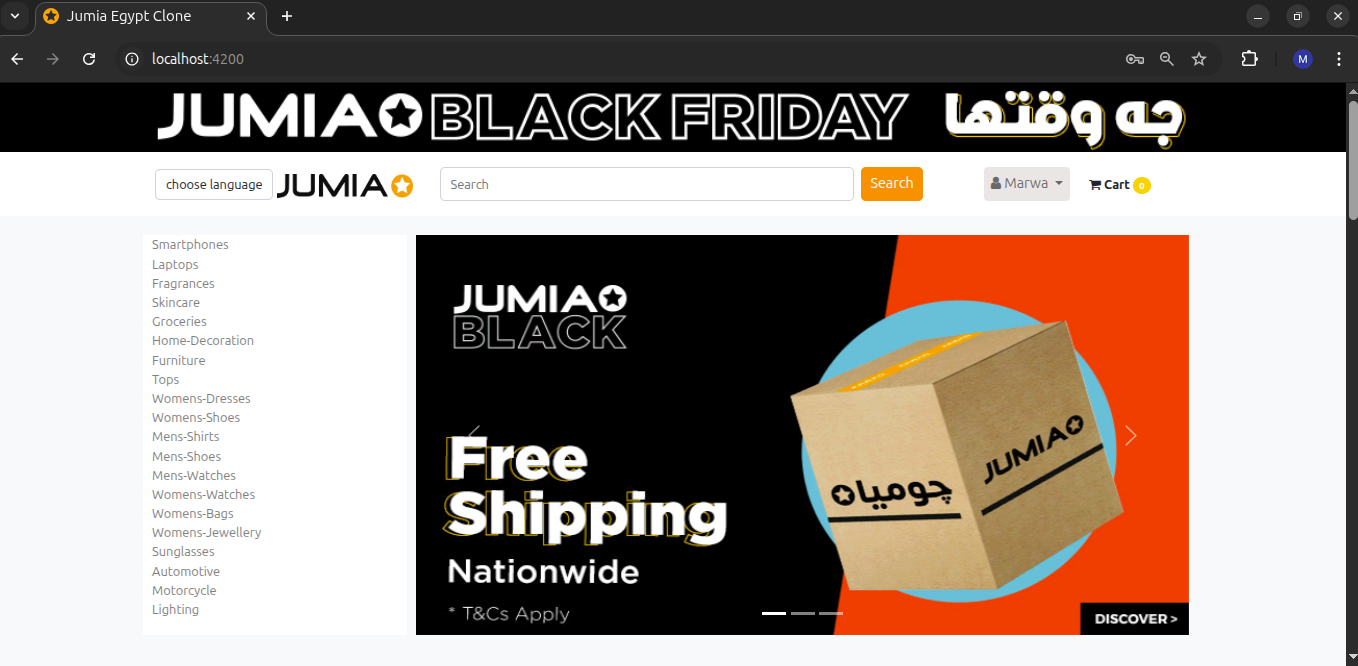 Jumia Egypt Clone
localhost:4200
M
JUMIA BLACK FRIDAY جه وقتها
choose language
JUMIA
Search
Search
Marwa
Cart 0
Smartphones
Laptops
Fragrances
Skincare
Groceries
Home-Decoration
Furniture
Tops
Womens-Dresses
Womens-Shoes
Mens-Shirts
Mens-Shoes
Mens-Watches
Womens-Watches
Womens-Bags
Womens-Jewellery
Sunglasses
Automotive
Motorcycle
Lighting
JUMIA
BLACK
Free
Shipping
Nationwide
* T&Cs Apply
جوميا
JUMIA
DISCOVER >